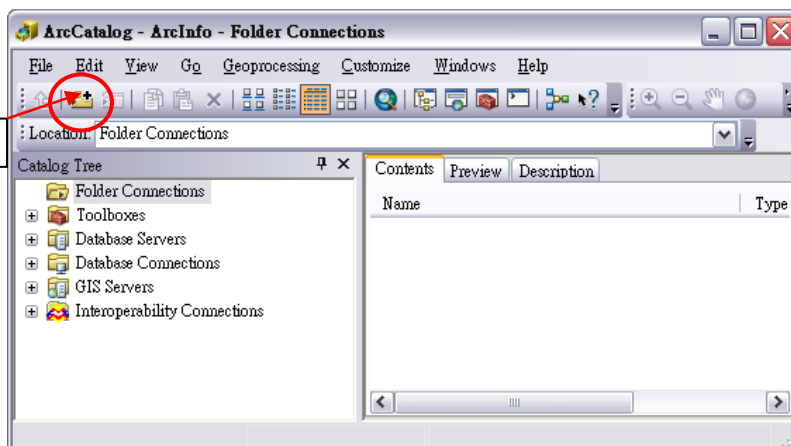 ArcCatalog - ArcInfo - Folder Connections
File Edit View Go Geoprocessing Customize Windows Help
Location: Folder Connections
Catalog Tree
Folder Connections
Toolboxes
Database Servers
Database Connections
GIS Servers
Interoperability Connections
Contents Preview Description
Name Type